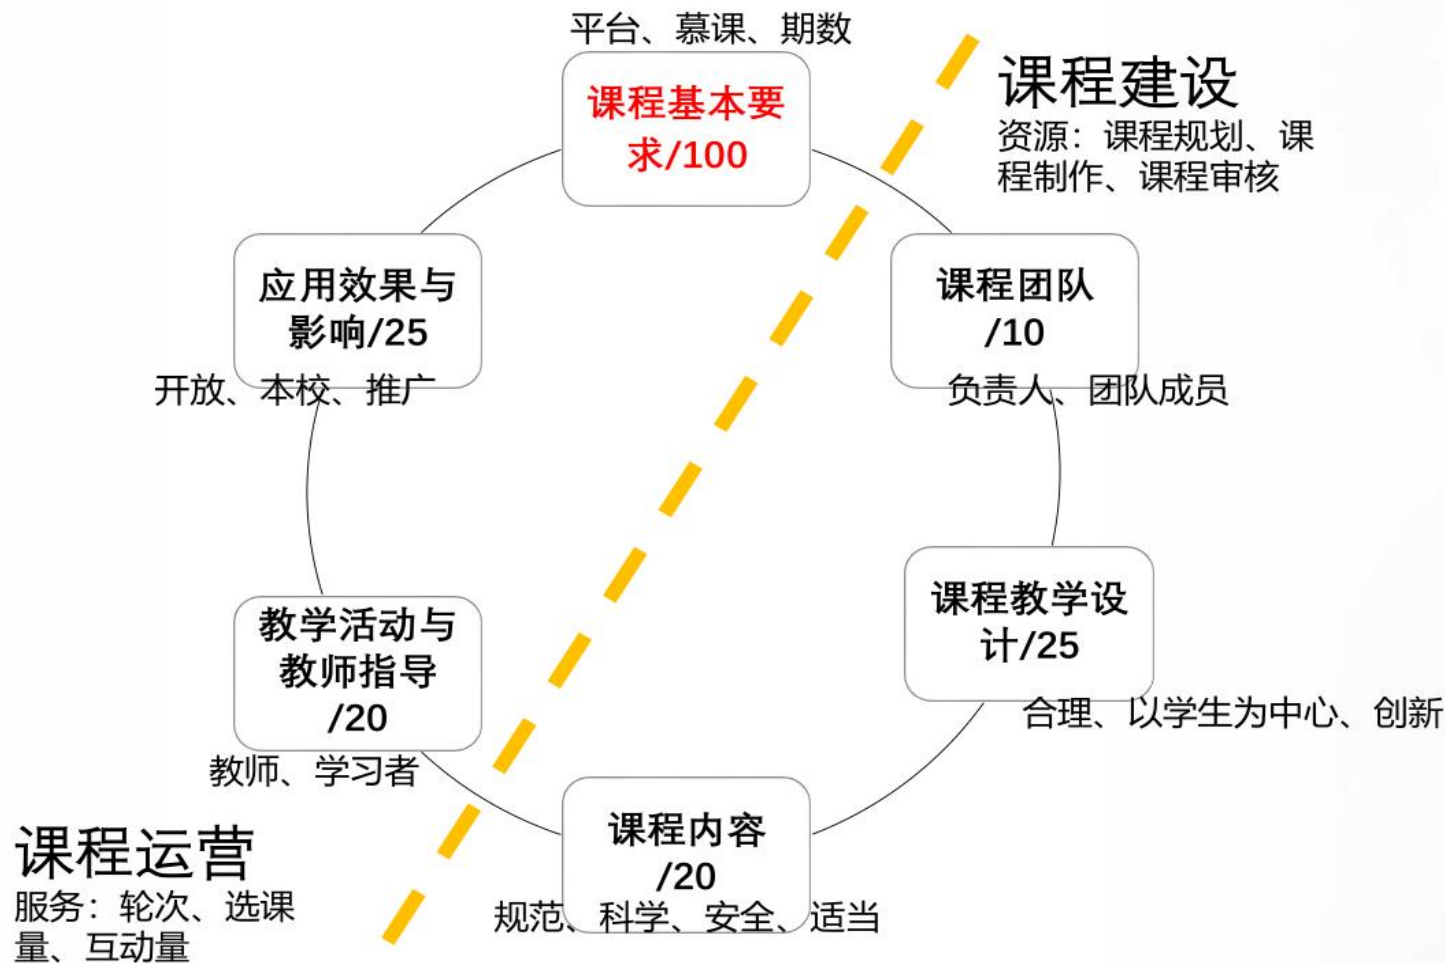 平台、慕课、期数
课程基本要
求/100
课程建设
资源：课程规划、课
程制作、课程审核
应用效果与
影响/25
开放、本校、推广
课程团队
/10
负责人、团队成员
教学活动与
教师指导
/20
教师、学习者
课程教学设
计/25
合理、以学生为中心、创新
课程内容
/20
规范、科学、安全、适当
课程运营
服务：轮次、选课
量、互动量